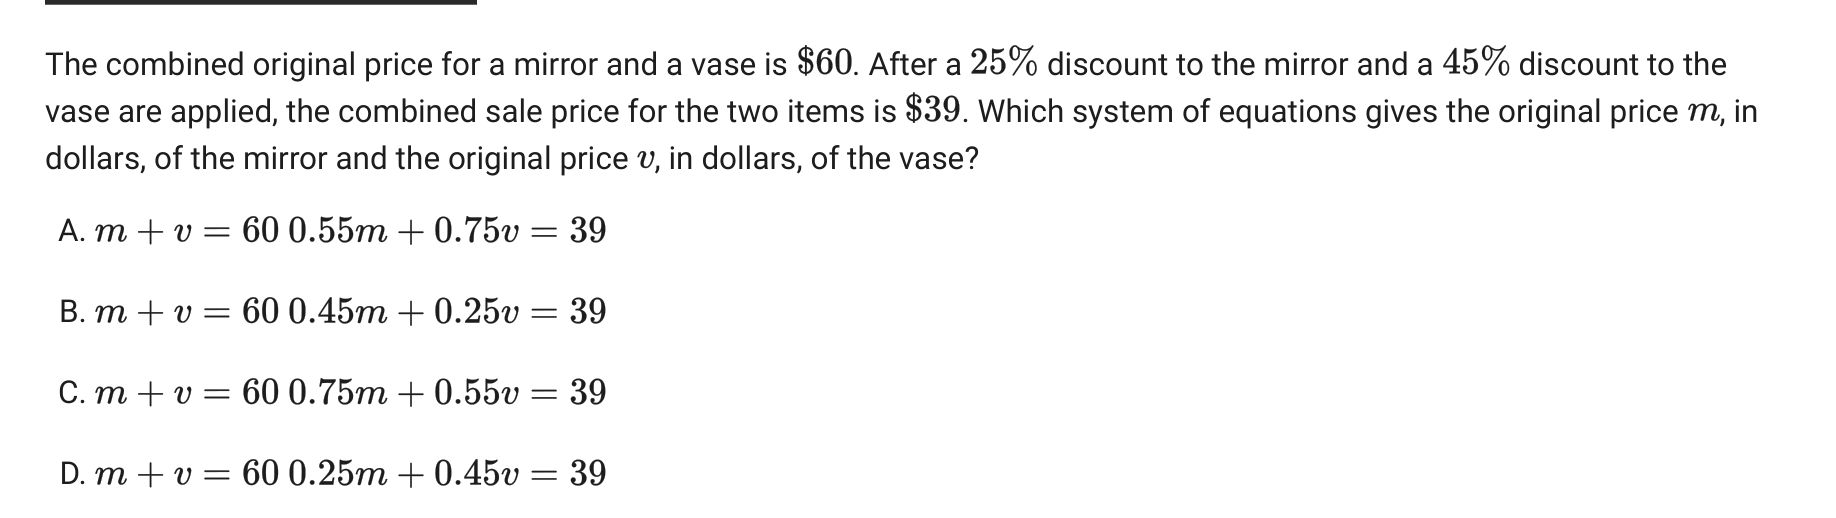 The combined original price for a mirror and a vase is $60. After a 25% discount to the mirror and a 45% discount to the
vase are applied, the combined sale price for the two items is $39. Which system of equations gives the original price m, in
dollars, of the mirror and the original price v, in dollars, of the vase?
A. m + v = 60 0.55m + 0.75v = 39
B. m + v = 60 0.45m + 0.25v = 39
C. m + v = 60 0.75m + 0.55v = 39
D. m + v = 60 0.25m + 0.45v = 39